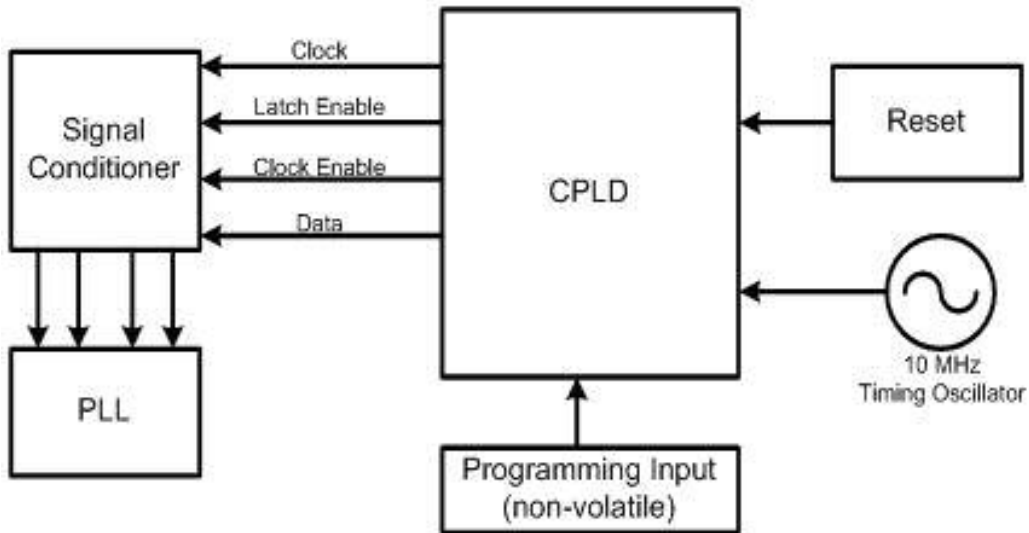 Clock
Latch Enable
Clock Enable
Data
Signal
Conditioner
PLL
CPLD
Reset
10 MHz
Timing Oscillator
Programming Input
(non-volatile)